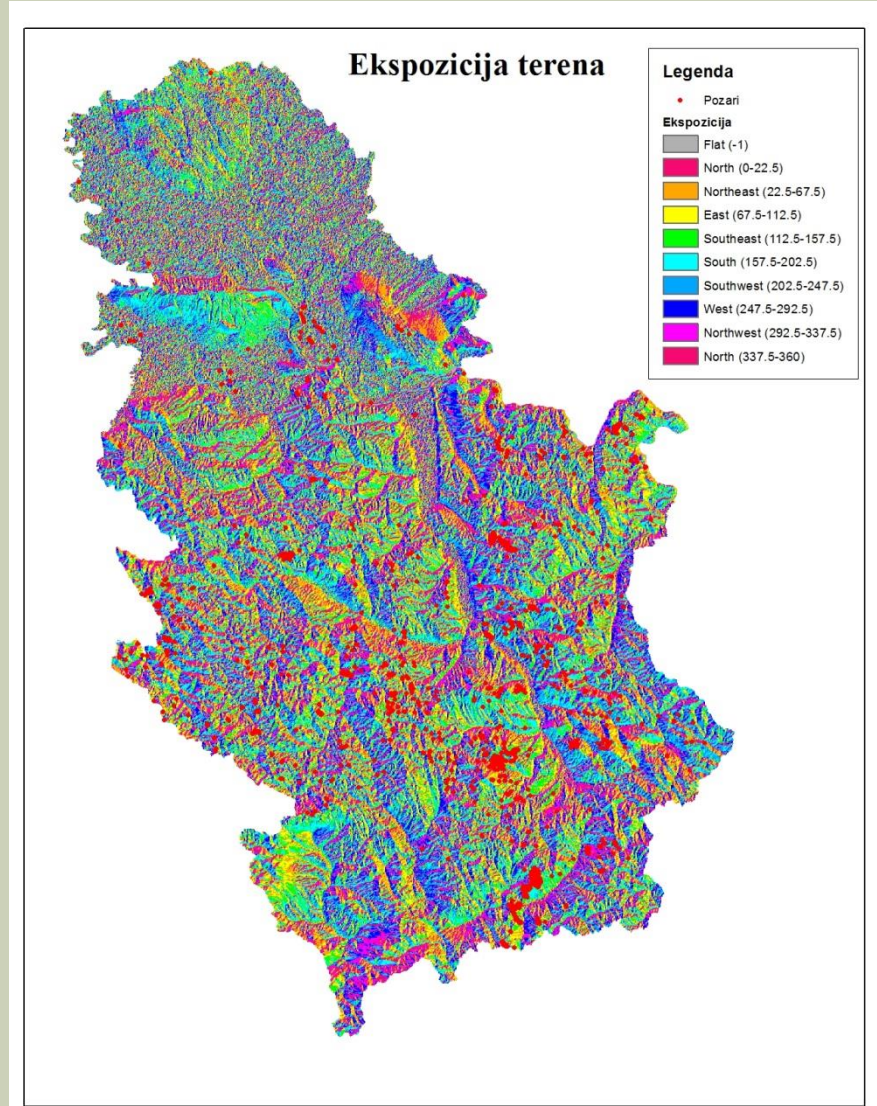 Ekspozicija terena
Legenda
Pozari
Ekspozicija
Flat (-1)
North (0-22.5)
Northeast (22.5-67.5)
East (67.5-112.5)
Southeast (112.5-157.5)
South (157.5-202.5)
Southwest (202.5-247.5)
West (247.5-292.5)
Northwest (292.5-337.5)
North (337.5-360)